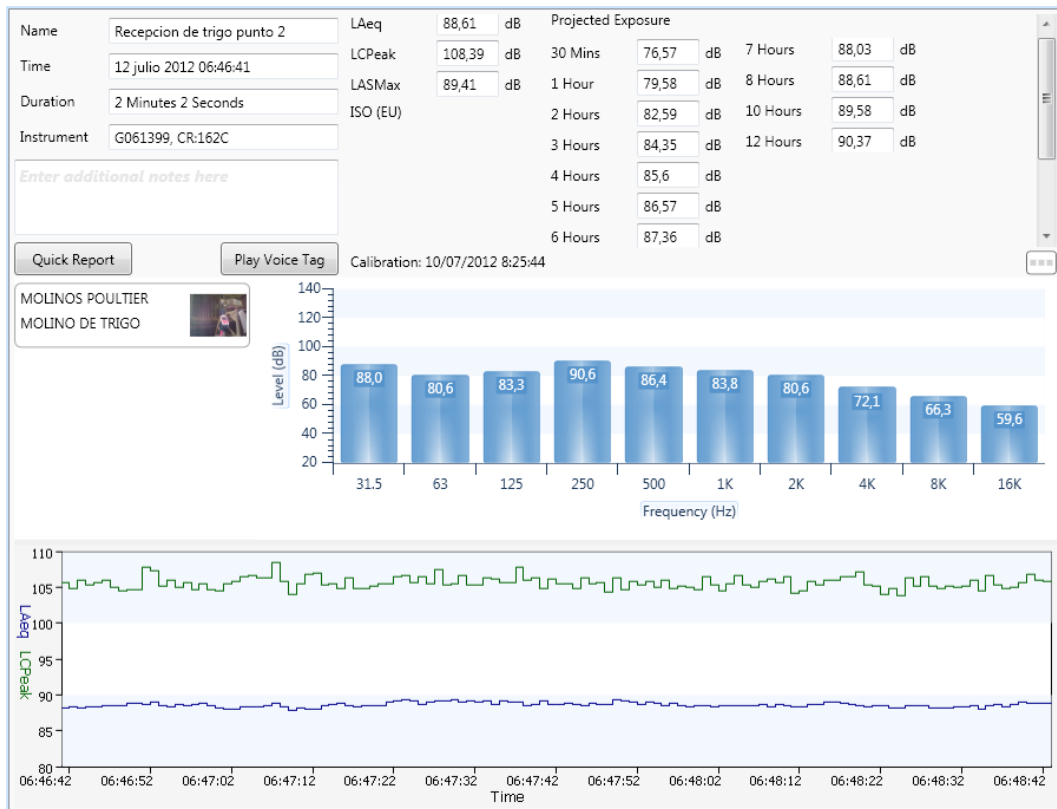 Name Recepcion de trigo punto 2
Time 12 julio 2012 06:46:41
Duration 2 Minutes 2 Seconds
Instrument G061399, CR:162C
Enter additional notes here
Quick Report Play Voice Tag
LAeq 88,61 dB
LCPeak 108,39 dB
LASMax 89,41 dB
ISO (EU)
Projected Exposure
30 Mins 76,57 dB
1 Hour 79,58 dB
2 Hours 82,59 dB
3 Hours 84,35 dB
4 Hours 85,6 dB
5 Hours 86,57 dB
6 Hours 87,36 dB
7 Hours 88,03 dB
8 Hours 88,61 dB
10 Hours 89,58 dB
12 Hours 90,37 dB
Calibration: 10/07/2012 8:25:44
MOLINOS POULTIER
MOLINO DE TRIGO
Level (dB)
140
120
100
80
60
40
20
88,0 80,6 83,3 90,6 86,4 83,8 80,6 72,1 66,3 59,6
31.5 63 125 250 500 1K 2K 4K 8K 16K
Frequency (Hz)
LAeq
LCPeak
110
105
100
95
90
85
80
06:46:42 06:46:52 06:47:02 06:47:12 06:47:22 06:47:32 06:47:42 06:47:52 06:48:02 06:48:12 06:48:22 06:48:32 06:48:42
Time